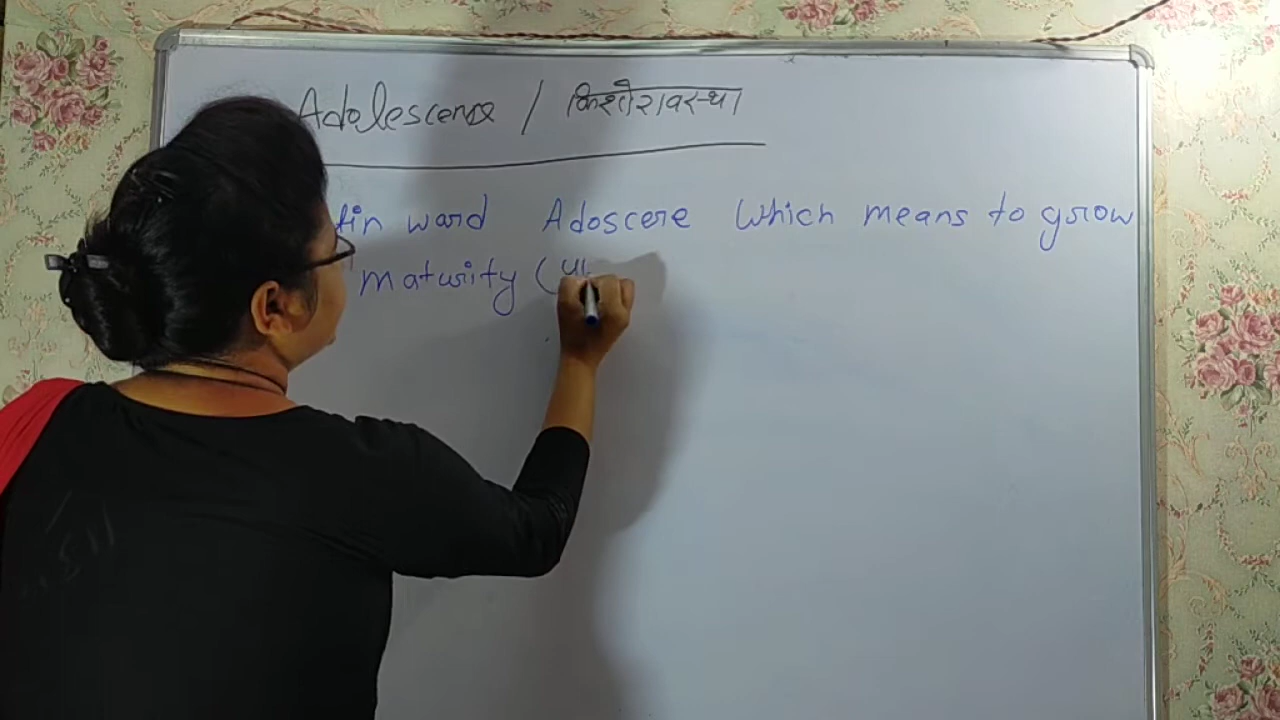 Adolescence / किशोरावस्था
tin word Adoscere Which means to grow
maturity (